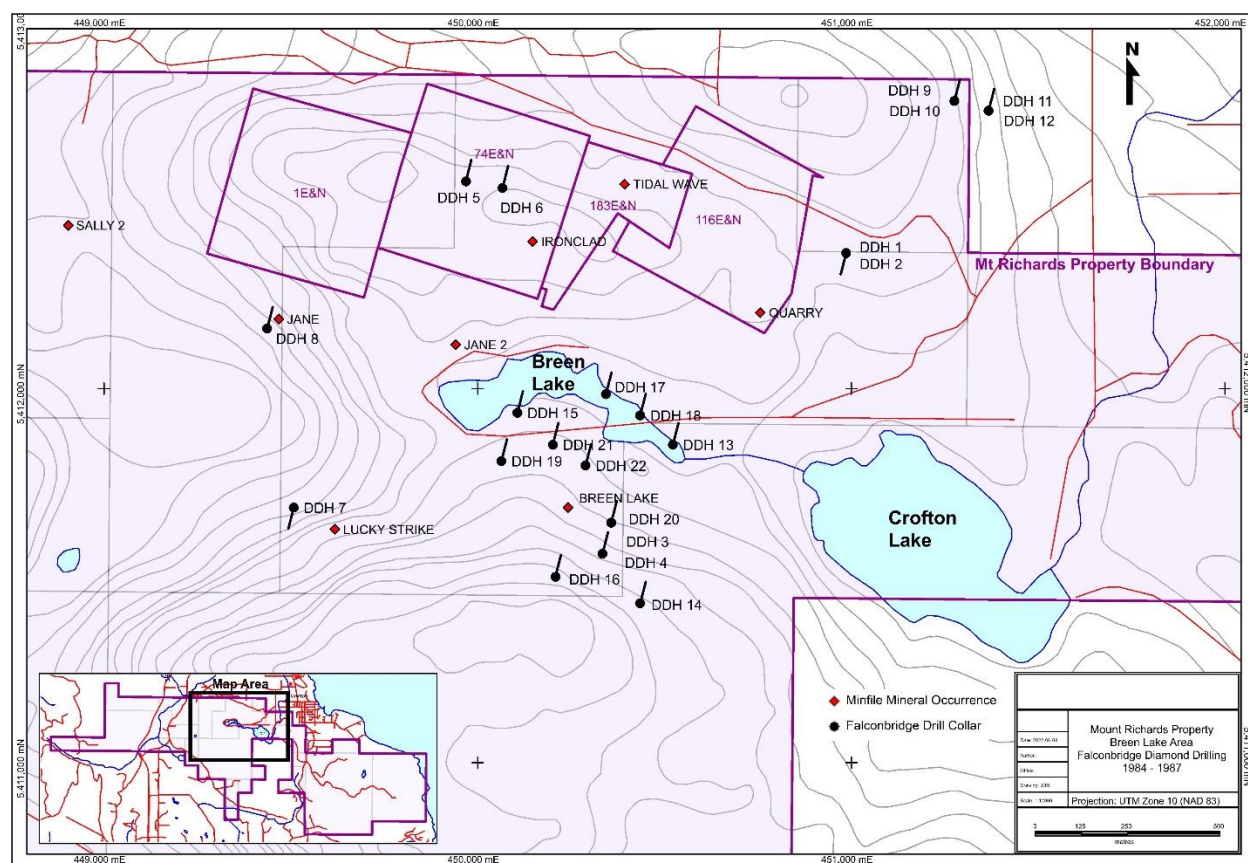 449,000 mE
450,000 mE
451,000 mE
452,000 mE
N
DDH 9
DDH 10
DDH 11
DDH 12
74E&N
1E&N
DDH 5
DDH 6
TIDAL WAVE
183E&N
116E&N
SALLY 2
IRONCLAD
DDH 1
DDH 2
Mt Richards Property Boundary
JANE
DDH 8
QUARRY
JANE 2
Breen
Lake
5,412,000 mN
5,412,000 mN
DDH 17
DDH 15
DDH 18
DDH 21
DDH 13
DDH 19
DDH 22
BREEN LAKE
DDH 7
LUCKY STRIKE
DDH 20
Crofton
Lake
DDH 3
DDH 4
DDH 16
DDH 14
Map Area
Minfile Mineral Occurrence
Falconbridge Drill Collar
Mount Richards Property
Breen Lake Area
Falconbridge Diamond Drilling
1984 - 1987
Projection: UTM Zone 10 (NAD 83)
0 125 250 500
metres
5,411,000 mN
5,411,000 mN
449,000 mE
450,000 mE
451,000 mE